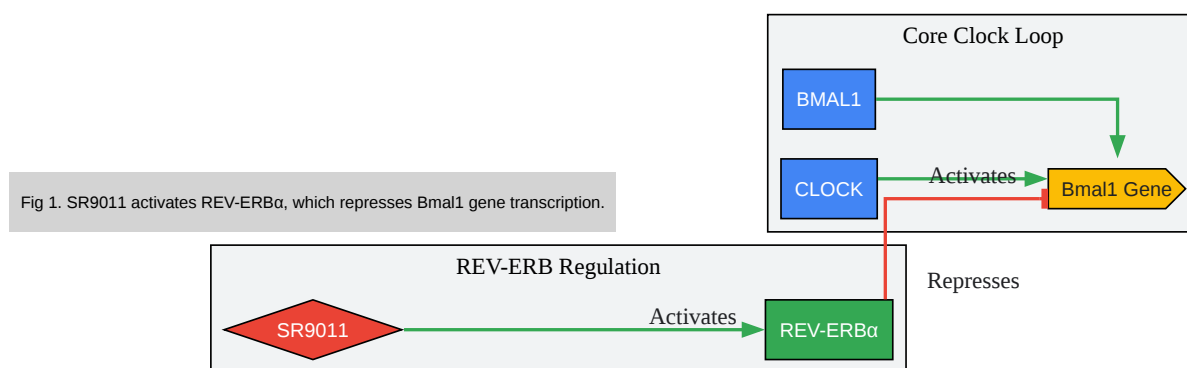 Core Clock Loop
BMAL1
CLOCK
Activates
Bmal1 Gene
Fig 1. SR9011 activates REV-ERBα, which represses Bmal1 gene transcription.
REV-ERB Regulation
Represses
SR9011
Activates
REV-ERBα